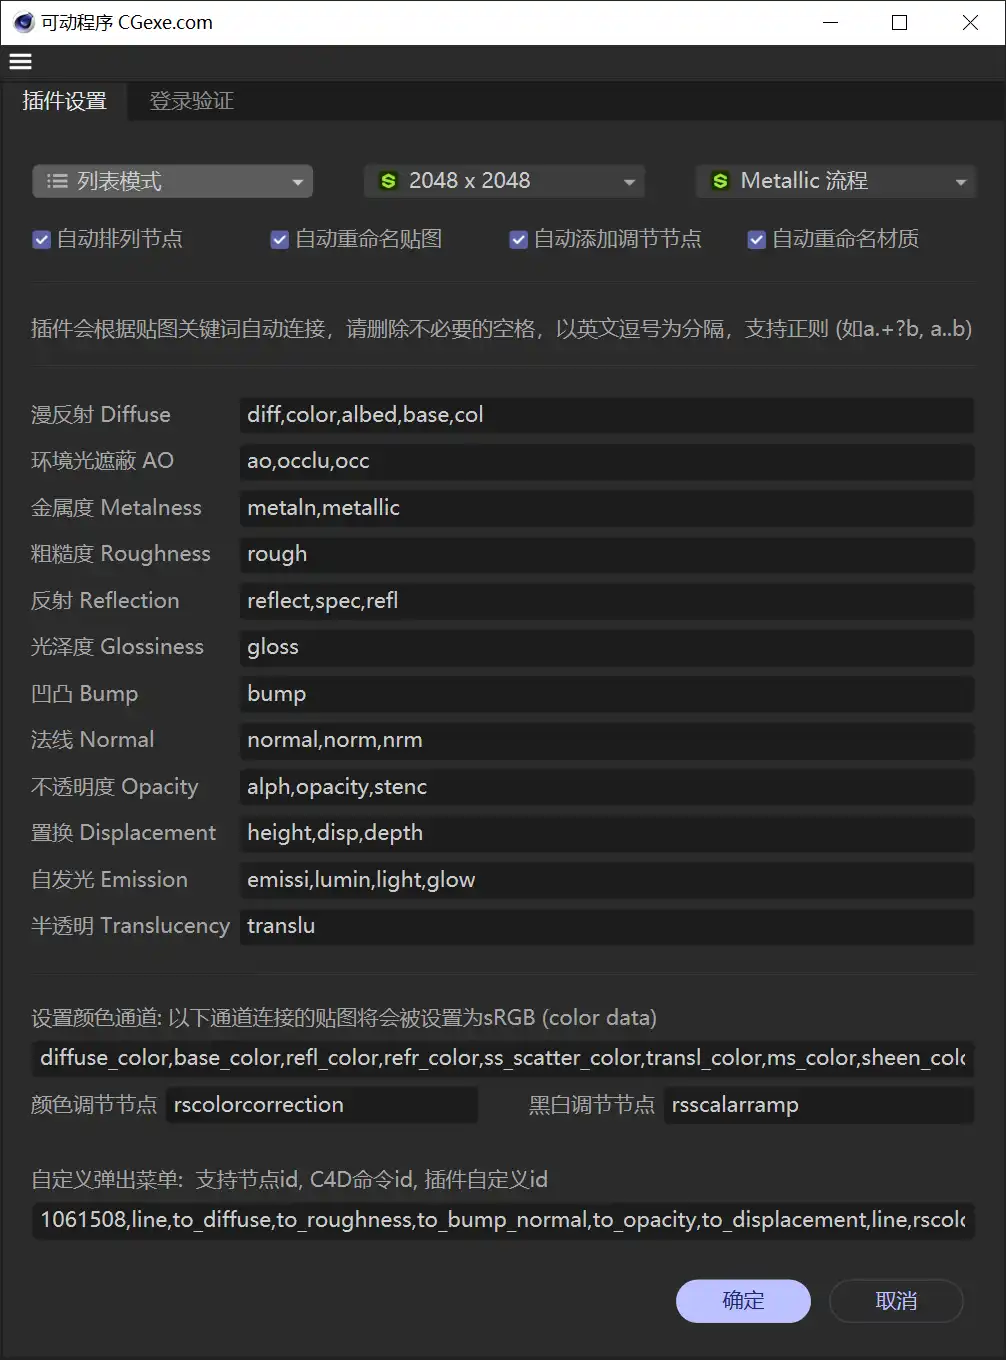 可动程序 CGexe.com
插件设置 登录验证
列表模式 2048 x 2048 Metallic 流程
自动排列节点 自动重命名贴图 自动添加调节节点 自动重命名材质
插件会根据贴图关键词自动连接，请删除不必要的空格，以英文逗号为分隔，支持正则 (如a.+?b, a..b)
漫反射 Diffuse diff,color,albed,base,col
环境光遮蔽 AO ao,occlu,occ
金属度 Metalness metaln,metallic
粗糙度 Roughness rough
反射 Reflection reflect,spec,refl
光泽度 Glossiness gloss
凹凸 Bump bump
法线 Normal normal,norm,nrm
不透明度 Opacity alph,opacity,stenc
置换 Displacement height,disp,depth
自发光 Emission emissi,lumin,light,glow
半透明 Translucency translu
设置颜色通道: 以下通道连接的贴图将会被设置为sRGB (color data)
diffuse_color,base_color,refl_color,refr_color,ss_scatter_color,transl_color,ms_color,sheen_colo
颜色调节节点 rscolorcorrection 黑白调节节点 rsscalarramp
自定义弹出菜单: 支持节点id, C4D命令id, 插件自定义id
1061508,line,to_diffuse,to_roughness,to_bump_normal,to_opacity,to_displacement,line,rscolo
确定 取消